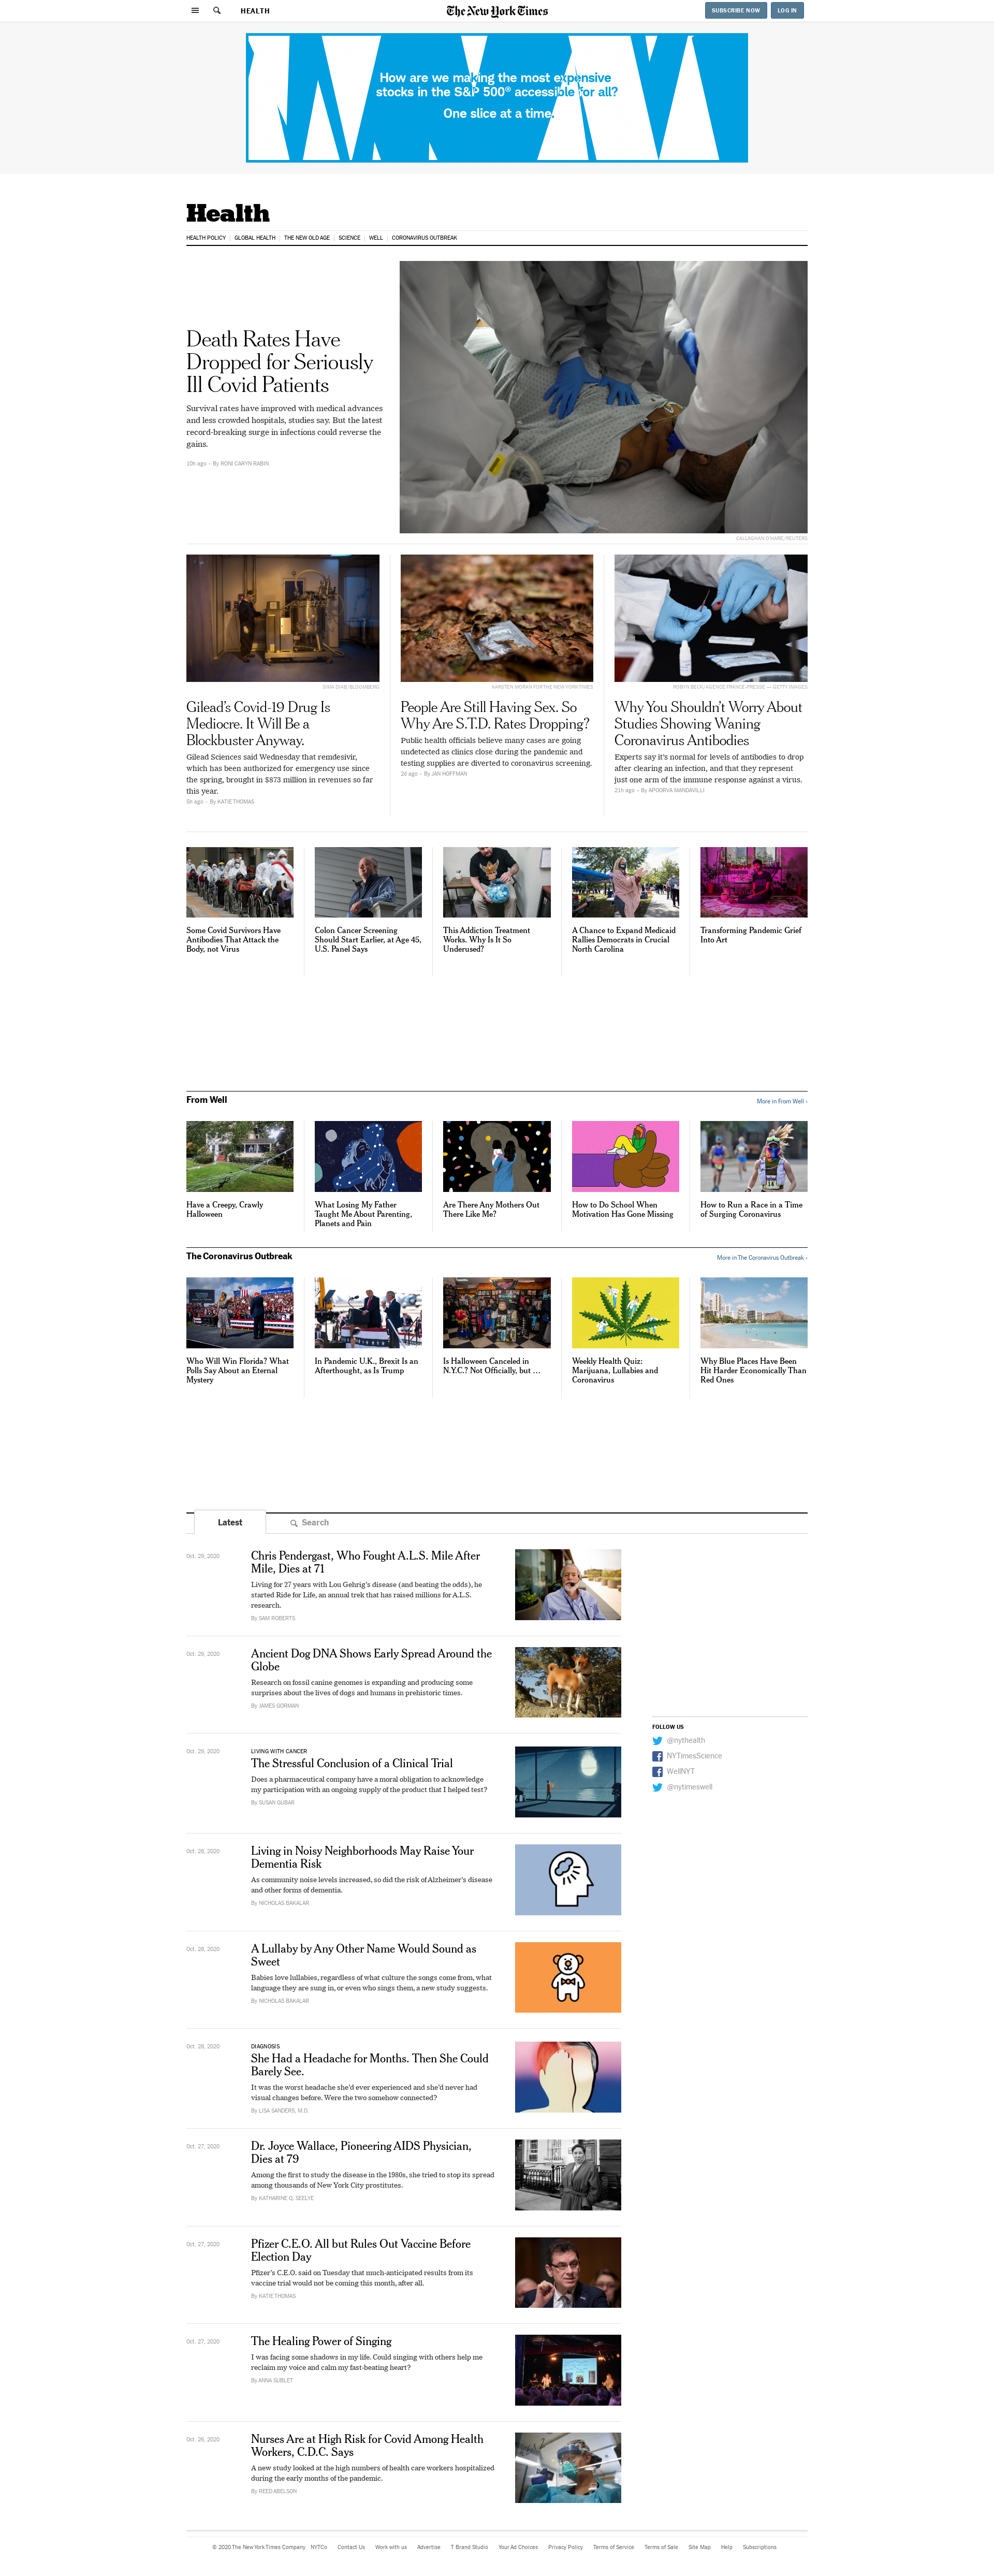 HEALTH
The New York Times
SUBSCRIBE NOW
LOG IN
How are we making the most expensive
stocks in the S&P 500® accessible for all?
One slice at a time.
Health
HEALTH POLICY
GLOBAL HEALTH
THE NEW OLD AGE
SCIENCE
WELL
CORONAVIRUS OUTBREAK
Death Rates Have
Dropped for Seriously
Ill Covid Patients
Survival rates have improved with medical advances
and less crowded hospitals, studies say. But the latest
record-breaking surge in infections could reverse the
gains.
10h ago - By RONI CARYN RABIN
CALLAGHAN O'HARE/REUTERS
SIMA DIAB/BLOOMBERG
Gilead's Covid-19 Drug Is
Mediocre. It Will Be a
Blockbuster Anyway.
Gilead Sciences said Wednesday that remdesivir,
which has been authorized for emergency use since
the spring, brought in $873 million in revenues so far
this year.
5h ago - By KATIE THOMAS
KARSTEN MORAN FOR THE NEW YORK TIMES
People Are Still Having Sex. So
Why Are S.T.D. Rates Dropping?
Public health officials believe many cases are going
undetected as clinics close during the pandemic and
testing supplies are diverted to coronavirus screening.
2d ago - By JAN HOFFMAN
ROBYN BECK/AGENCE FRANCE-PRESSE — GETTY IMAGES
Why You Shouldn't Worry About
Studies Showing Waning
Coronavirus Antibodies
Experts say it's normal for levels of antibodies to drop
after clearing an infection, and that they represent
just one arm of the immune response against a virus.
21h ago - By APOORVA MANDAVILLI
Some Covid Survivors Have
Antibodies That Attack the
Body, not Virus
Colon Cancer Screening
Should Start Earlier, at Age 45,
U.S. Panel Says
This Addiction Treatment
Works. Why Is It So
Underused?
A Chance to Expand Medicaid
Rallies Democrats in Crucial
North Carolina
Transforming Pandemic Grief
Into Art
From Well
More in From Well ›
Have a Creepy, Crawly
Halloween
What Losing My Father
Taught Me About Parenting,
Planets and Pain
Are There Any Mothers Out
There Like Me?
How to Do School When
Motivation Has Gone Missing
How to Run a Race in a Time
of Surging Coronavirus
The Coronavirus Outbreak
More in The Coronavirus Outbreak ›
Who Will Win Florida? What
Polls Say About an Eternal
Mystery
In Pandemic U.K., Brexit Is an
Afterthought, as Is Trump
Is Halloween Canceled in
N.Y.C.? Not Officially, but …
Weekly Health Quiz:
Marijuana, Lullabies and
Coronavirus
Why Blue Places Have Been
Hit Harder Economically Than
Red Ones
Latest
Search
Oct. 29, 2020
Chris Pendergast, Who Fought A.L.S. Mile After
Mile, Dies at 71
Living for 27 years with Lou Gehrig's disease (and beating the odds), he
started Ride for Life, an annual trek that has raised millions for A.L.S.
research.
By SAM ROBERTS
Oct. 29, 2020
Ancient Dog DNA Shows Early Spread Around the
Globe
Research on fossil canine genomes is expanding and producing some
surprises about the lives of dogs and humans in prehistoric times.
By JAMES GORMAN
FOLLOW US
@nythealth
NYTimesScience
WellNYT
@nytimeswell
Oct. 29, 2020
LIVING WITH CANCER
The Stressful Conclusion of a Clinical Trial
Does a pharmaceutical company have a moral obligation to acknowledge
my participation with an ongoing supply of the product that I helped test?
By SUSAN GUBAR
Oct. 28, 2020
Living in Noisy Neighborhoods May Raise Your
Dementia Risk
As community noise levels increased, so did the risk of Alzheimer's disease
and other forms of dementia.
By NICHOLAS BAKALAR
Oct. 28, 2020
A Lullaby by Any Other Name Would Sound as
Sweet
Babies love lullabies, regardless of what culture the songs come from, what
language they are sung in, or even who sings them, a new study suggests.
By NICHOLAS BAKALAR
Oct. 28, 2020
DIAGNOSIS
She Had a Headache for Months. Then She Could
Barely See.
It was the worst headache she'd ever experienced and she'd never had
visual changes before. Were the two somehow connected?
By LISA SANDERS, M.D.
Oct. 27, 2020
Dr. Joyce Wallace, Pioneering AIDS Physician,
Dies at 79
Among the first to study the disease in the 1980s, she tried to stop its spread
among thousands of New York City prostitutes.
By KATHARINE Q. SEELYE
Oct. 27, 2020
Pfizer C.E.O. All but Rules Out Vaccine Before
Election Day
Pfizer's C.E.O. said on Tuesday that much-anticipated results from its
vaccine trial would not be coming this month, after all.
By KATIE THOMAS
Oct. 27, 2020
The Healing Power of Singing
I was facing some shadows in my life. Could singing with others help me
reclaim my voice and calm my fast-beating heart?
By ANNA SUBLET
Oct. 26, 2020
Nurses Are at High Risk for Covid Among Health
Workers, C.D.C. Says
A new study looked at the high numbers of health care workers hospitalized
during the early months of the pandemic.
By REED ABELSON
© 2020 The New York Times Company
NYTCo
Contact Us
Work with us
Advertise
T Brand Studio
Your Ad Choices
Privacy Policy
Terms of Service
Terms of Sale
Site Map
Help
Subscriptions